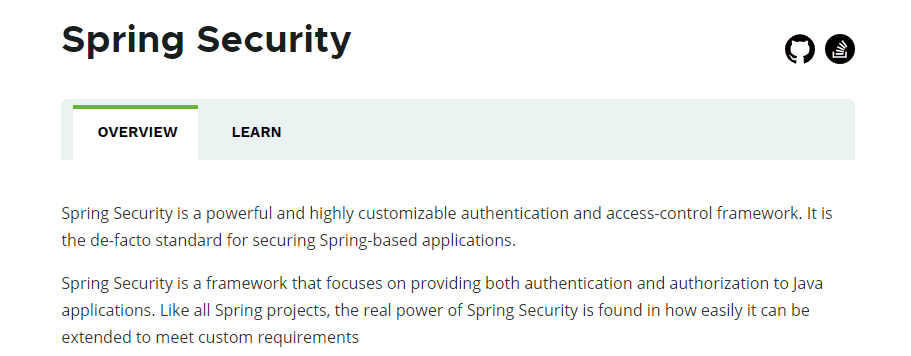 Spring Security
OVERVIEW
LEARN
Spring Security is a powerful and highly customizable authentication and access-control framework. It is
the de-facto standard for securing Spring-based applications.
Spring Security is a framework that focuses on providing both authentication and authorization to Java
applications. Like all Spring projects, the real power of Spring Security is found in how easily it can be
extended to meet custom requirements